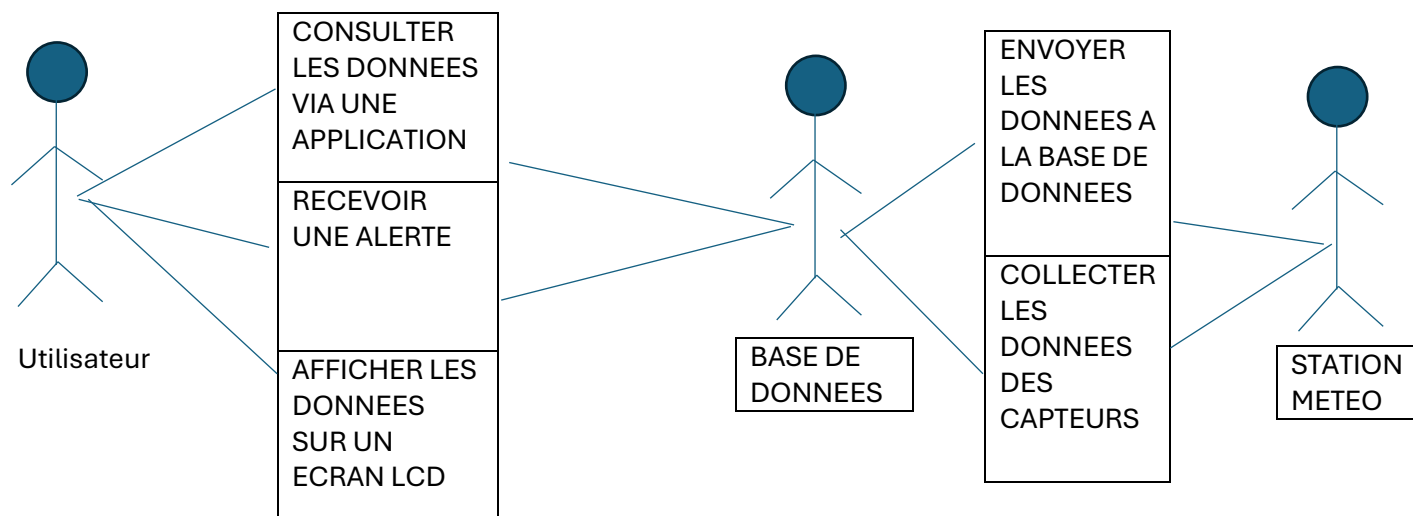 CONSULTER
LES DONNEES
VIA UNE
APPLICATION
RECEVOIR
UNE ALERTE
AFFICHER LES
DONNEES
SUR UN
ECRAN LCD
Utilisateur
BASE DE
DONNEES
ENVOYER
LES
DONNEES A
LA BASE DE
DONNEES
COLLECTER
LES
DONNEES
DES
CAPTEURS
STATION
METEO